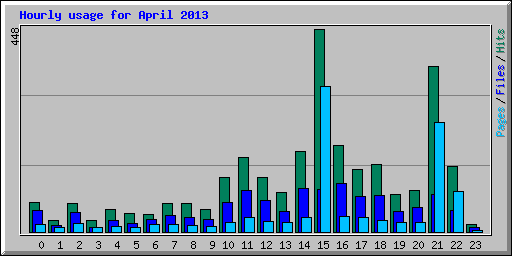 Hourly usage for April 2013
448
Pages / Files / Hits
0 1 2 3 4 5 6 7 8 9 10 11 12 13 14 15 16 17 18 19 20 21 22 23